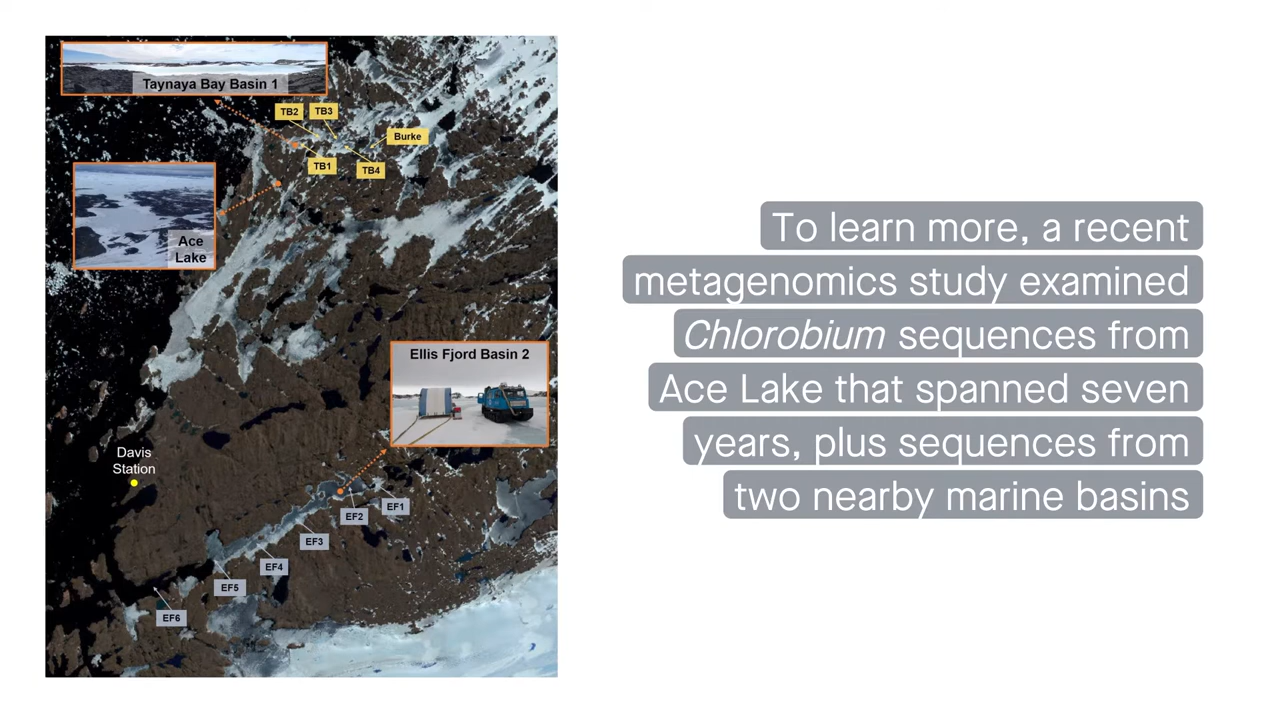 Taynaya Bay Basin 1
TB2
TB3
Burke
TB1
TB4
Ace
Lake
Ellis Fjord Basin 2
Davis
Station
EF1
EF2
EF3
EF4
EF5
EF6
To learn more, a recent
metagenomics study examined
Chlorobium sequences from
Ace Lake that spanned seven
years, plus sequences from
two nearby marine basins